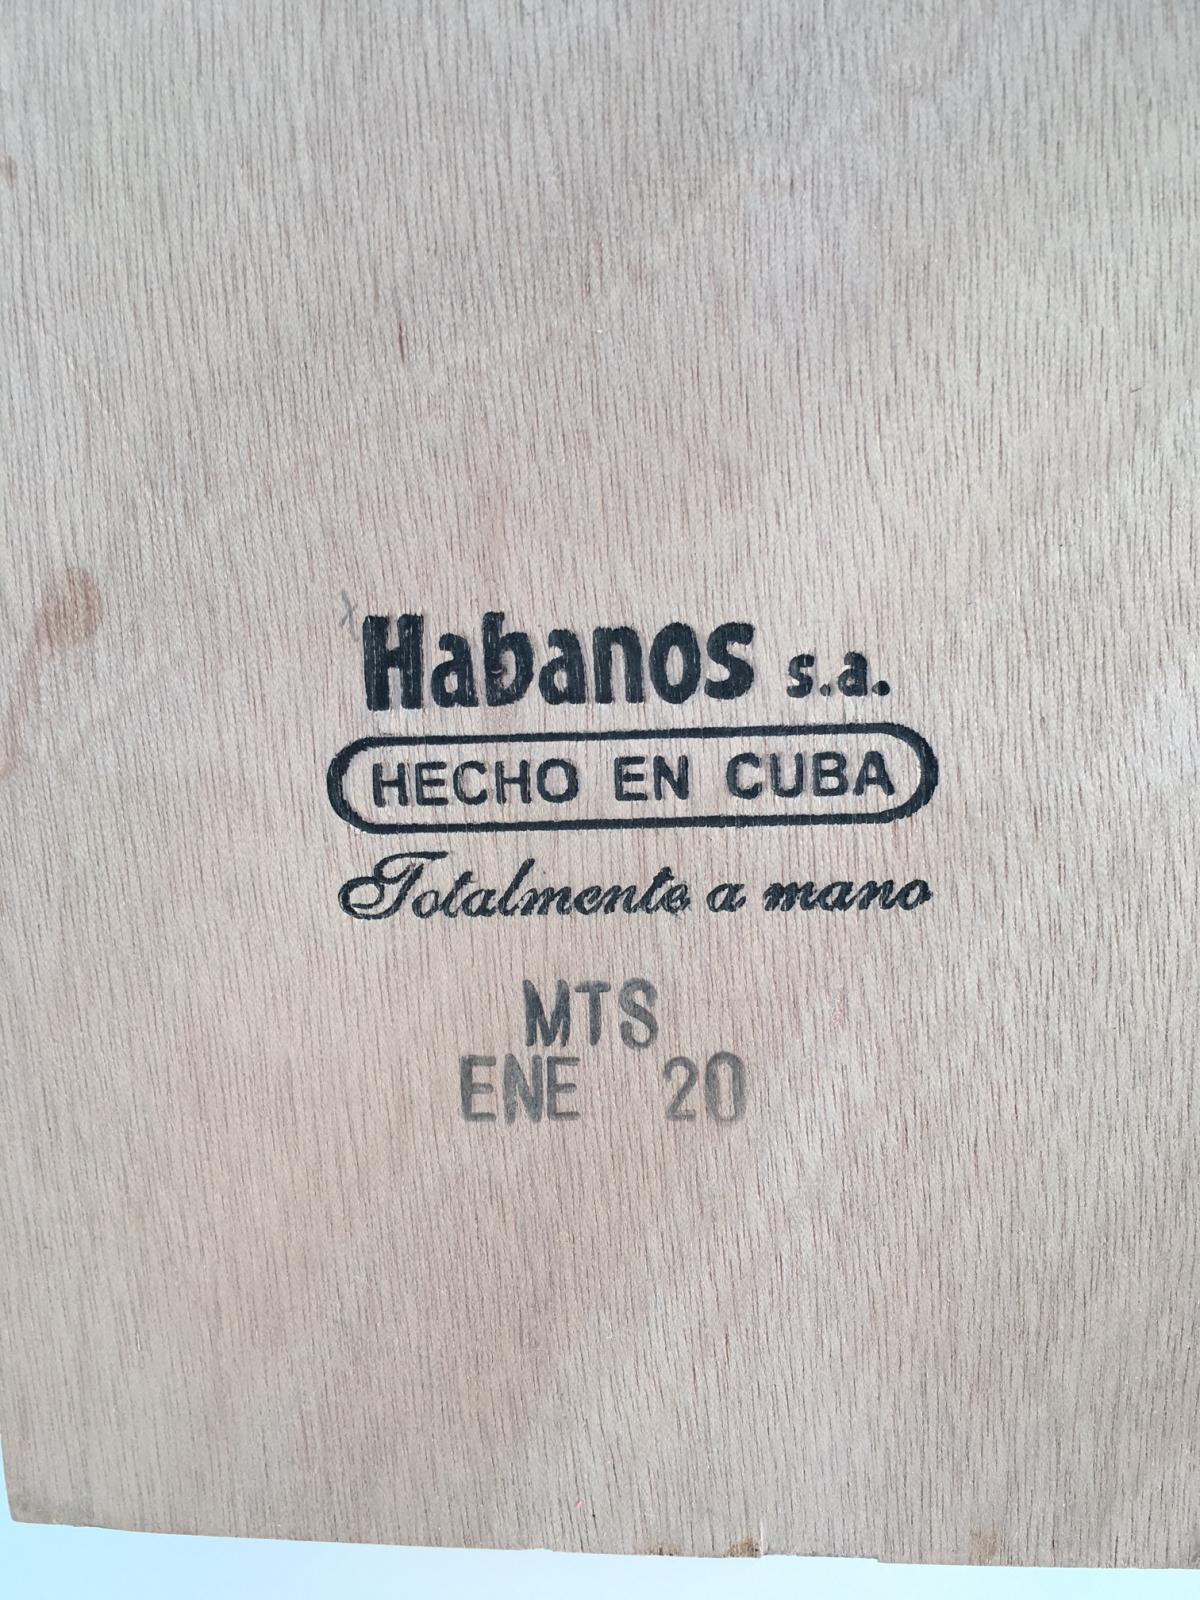 Habanos s.a.
HECHO EN CUBA
Totalmente a mano
MTS
ENE 20